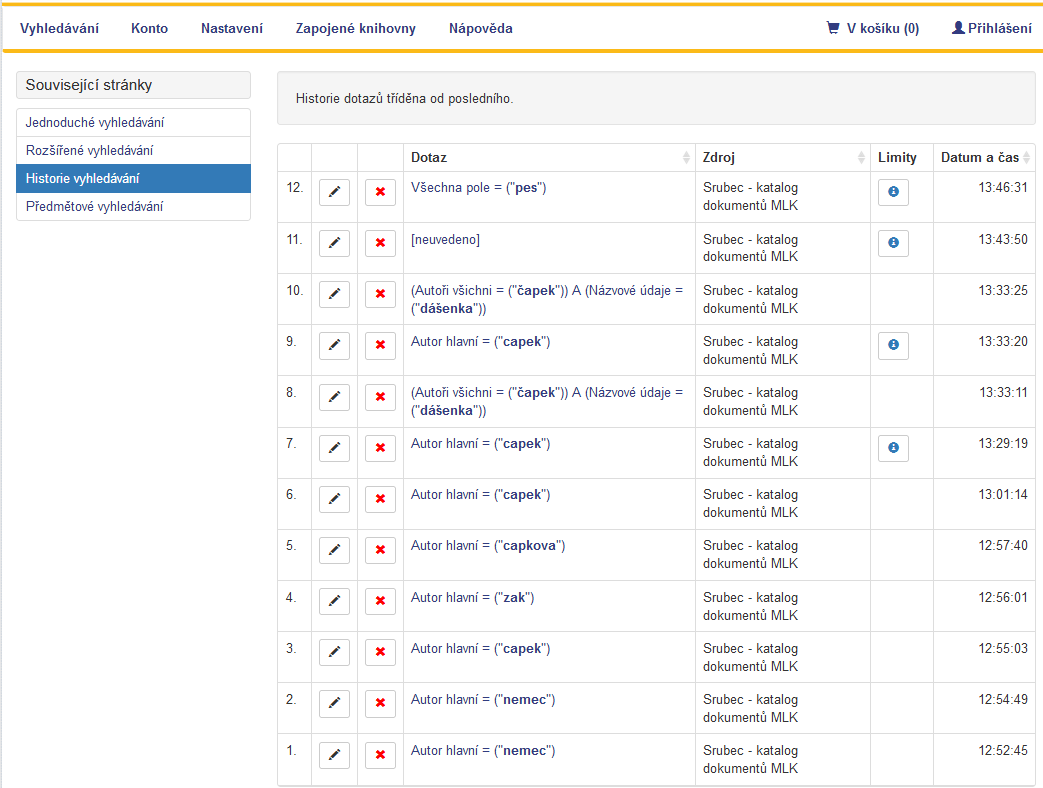 Vyhledávání Konto Nastavení Zapojené knihovny Nápověda V košíku (0) Přihlášení
Související stránky
Jednoduché vyhledávání
Rozšířené vyhledávání
Historie vyhledávání
Předmětové vyhledávání
Historie dotazů tříděna od posledního.
Dotaz Zdroj Limity Datum a čas
12. Všechna pole = ("pes") Srubec - katalog 13:46:31
dokumentů MLK
11. [neuvedeno] Srubec - katalog 13:43:50
dokumentů MLK
10. (Autoři všichni = ("čapek")) A (Názvové údaje = Srubec - katalog 13:33:25
("dášenka")) dokumentů MLK
9. Autor hlavní = ("capek") Srubec - katalog 13:33:20
dokumentů MLK
8. (Autoři všichni = ("čapek")) A (Názvové údaje = Srubec - katalog 13:33:11
("dášenka")) dokumentů MLK
7. Autor hlavní = ("capek") Srubec - katalog 13:29:19
dokumentů MLK
6. Autor hlavní = ("capek") Srubec - katalog 13:01:14
dokumentů MLK
5. Autor hlavní = ("capkova") Srubec - katalog 12:57:40
dokumentů MLK
4. Autor hlavní = ("zak") Srubec - katalog 12:56:01
dokumentů MLK
3. Autor hlavní = ("capek") Srubec - katalog 12:55:03
dokumentů MLK
2. Autor hlavní = ("nemec") Srubec - katalog 12:54:49
dokumentů MLK
1. Autor hlavní = ("nemec") Srubec - katalog 12:52:45
dokumentů MLK